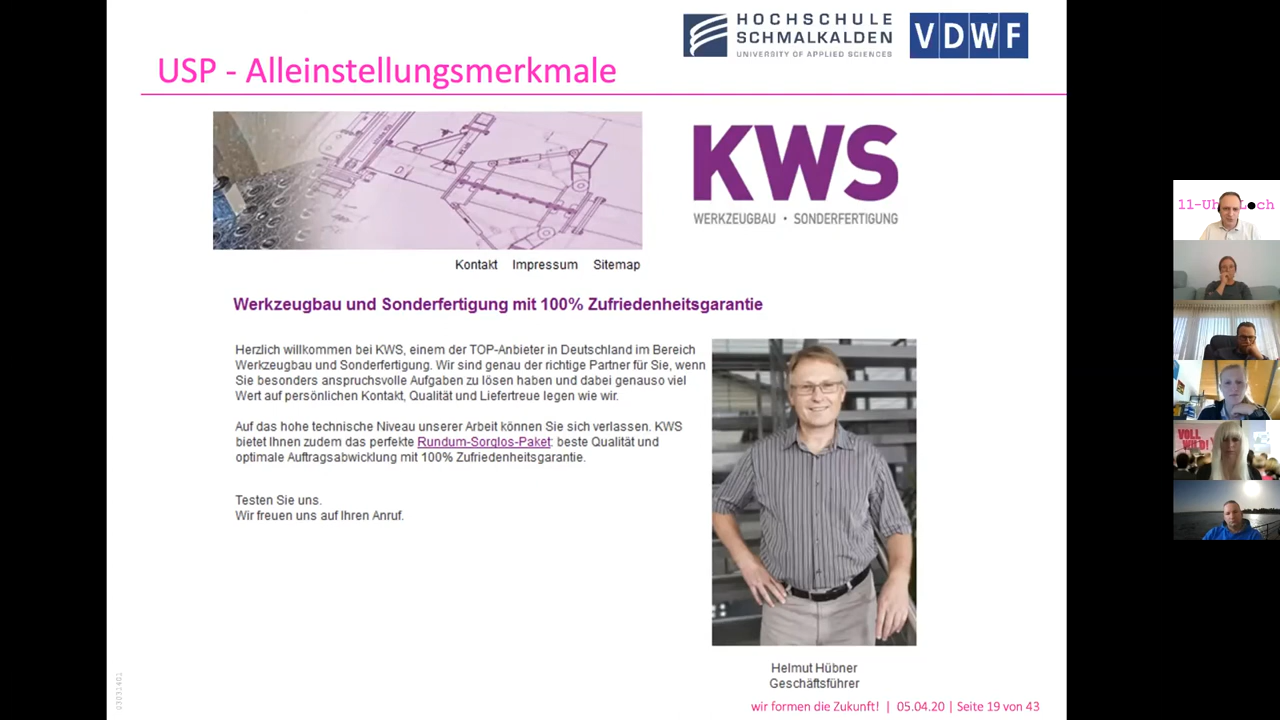 HOCHSCHULE
SCHMALKALDEN
UNIVERSITY OF APPLIED SCIENCES
VDWF
USP - Alleinstellungsmerkmale
KWS
WERKZEUGBAU • SONDERFERTIGUNG
Kontakt Impressum Sitemap
Werkzeugbau und Sonderfertigung mit 100% Zufriedenheitsgarantie
Herzlich willkommen bei KWS, einem der TOP-Anbieter in Deutschland im Bereich
Werkzeugbau und Sonderfertigung. Wir sind genau der richtige Partner für Sie, wenn
Sie besonders anspruchsvolle Aufgaben zu lösen haben und dabei genauso viel
Wert auf persönlichen Kontakt, Qualität und Liefertreue legen wie wir.
Auf das hohe technische Niveau unserer Arbeit können Sie sich verlassen. KWS
bietet Ihnen zudem das perfekte Rundum-Sorglos-Paket: beste Qualität und
optimale Auftragsabwicklung mit 100% Zufriedenheitsgarantie.
Testen Sie uns.
Wir freuen uns auf Ihren Anruf.
Helmut Hübner
Geschäftsführer
wir formen die Zukunft! | 05.04.20 | Seite 19 von 43
VOLL
WILD!